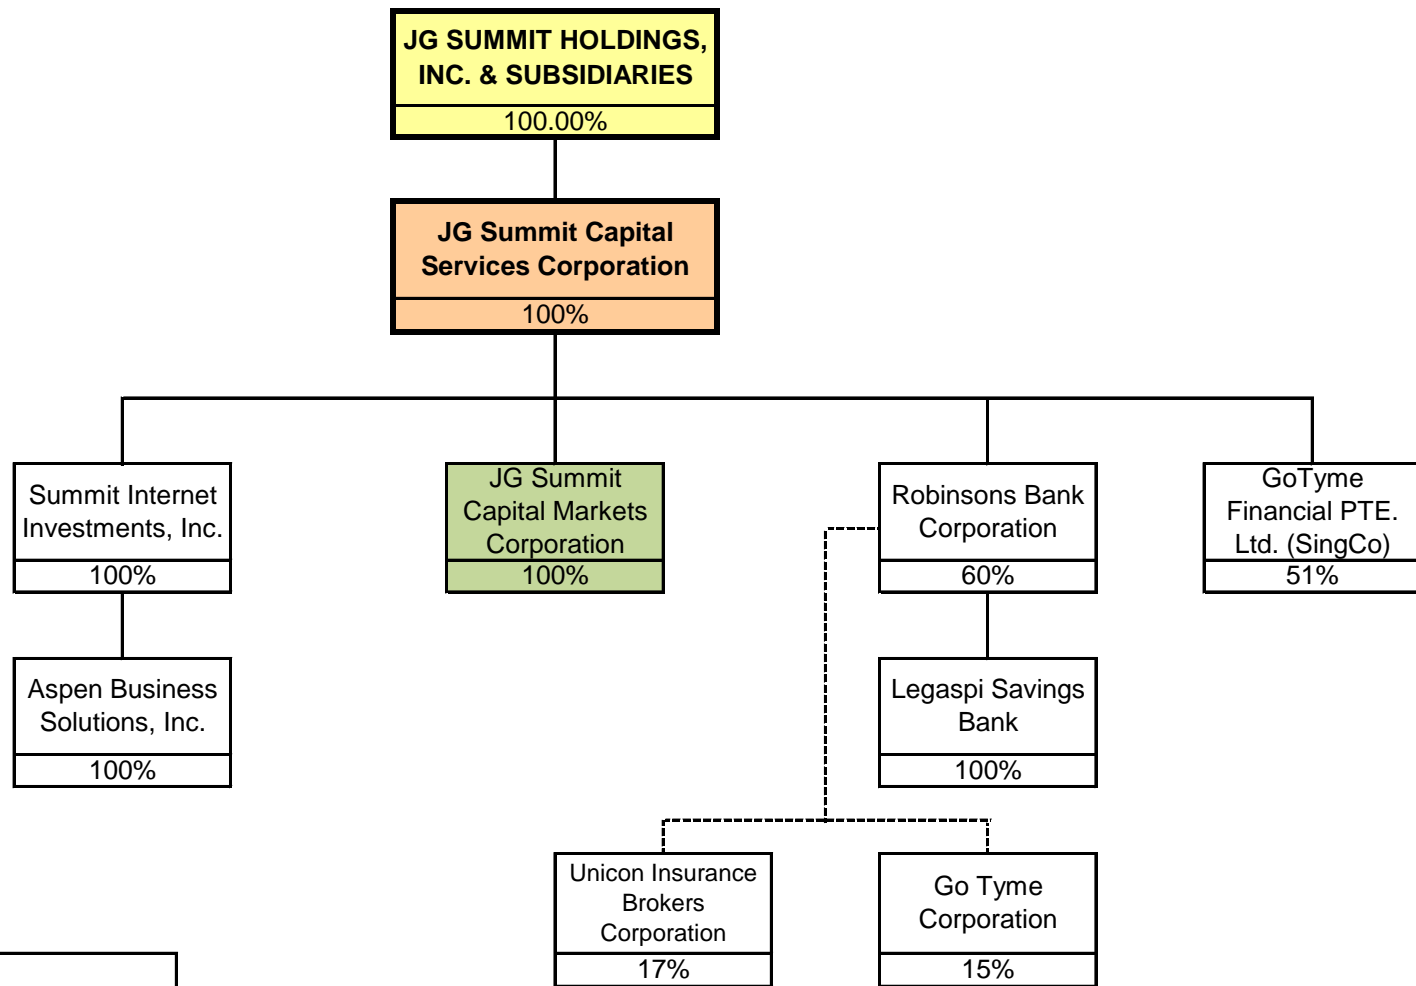 JG SUMMIT HOLDINGS,
INC. & SUBSIDIARIES
100.00%
JG Summit Capital
Services Corporation
100%
Summit Internet
Investments, Inc.
100%
JG Summit
Capital Markets
Corporation
100%
Robinsons Bank
Corporation
60%
GoTyme
Financial PTE.
Ltd. (SingCo)
51%
Aspen Business
Solutions, Inc.
100%
Legaspi Savings
Bank
100%
Unicon Insurance
Brokers
Corporation
17%
Go Tyme
Corporation
15%